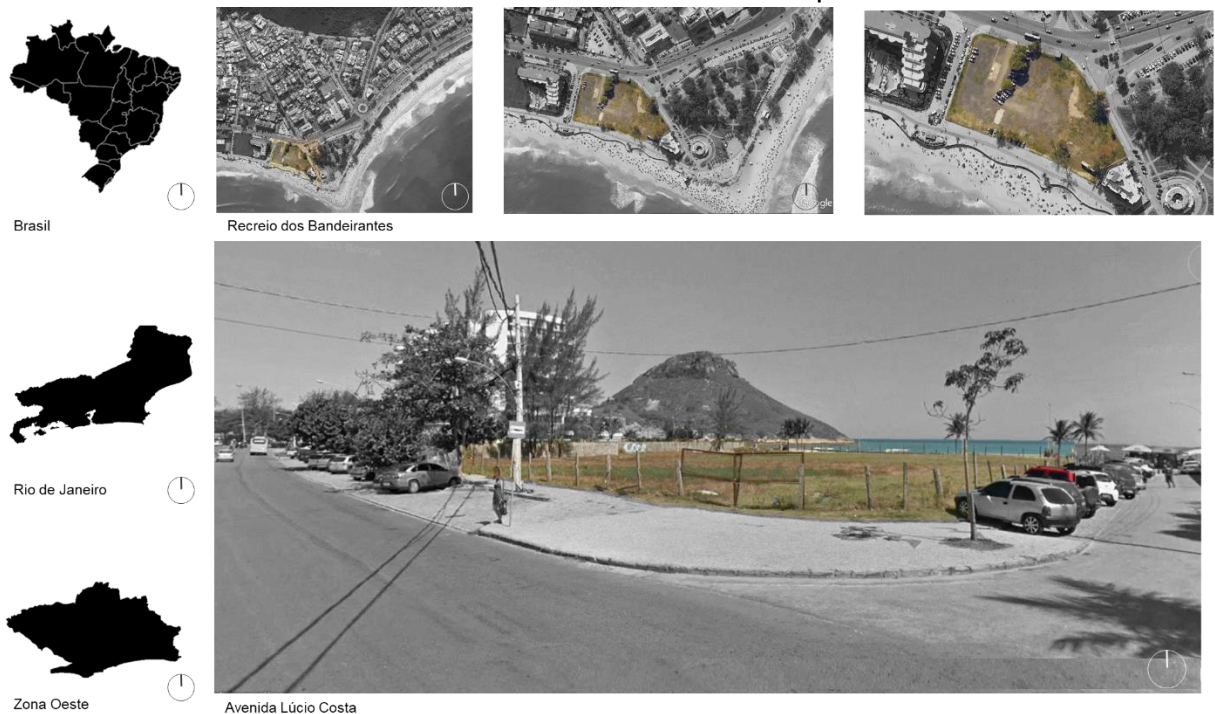 Brasil
Recreio dos Bandeirantes
Rio de Janeiro
Zona Oeste
Avenida Lúcio Costa